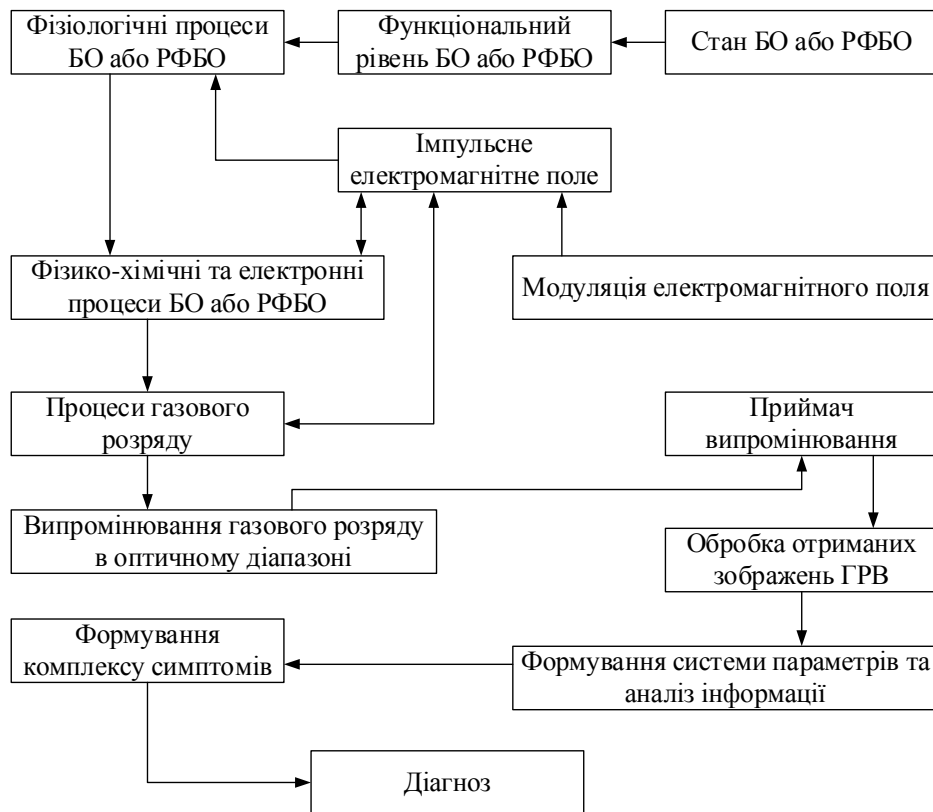 Фізіологічні процеси
БО або РФБО
Функціональний
рівень БО або РФБО
Стан БО або РФБО
Імпульсне
електромагнітне поле
Фізико-хімічні та електронні
процеси БО або РФБО
Модуляція електромагнітного поля
Процеси газового
розряду
Приймач
випромінювання
Випромінювання газового розряду
в оптичному діапазоні
Обробка отриманих
зображень ГРВ
Формування
комплексу симптомів
Формування системи параметрів та
аналіз інформації
Діагноз